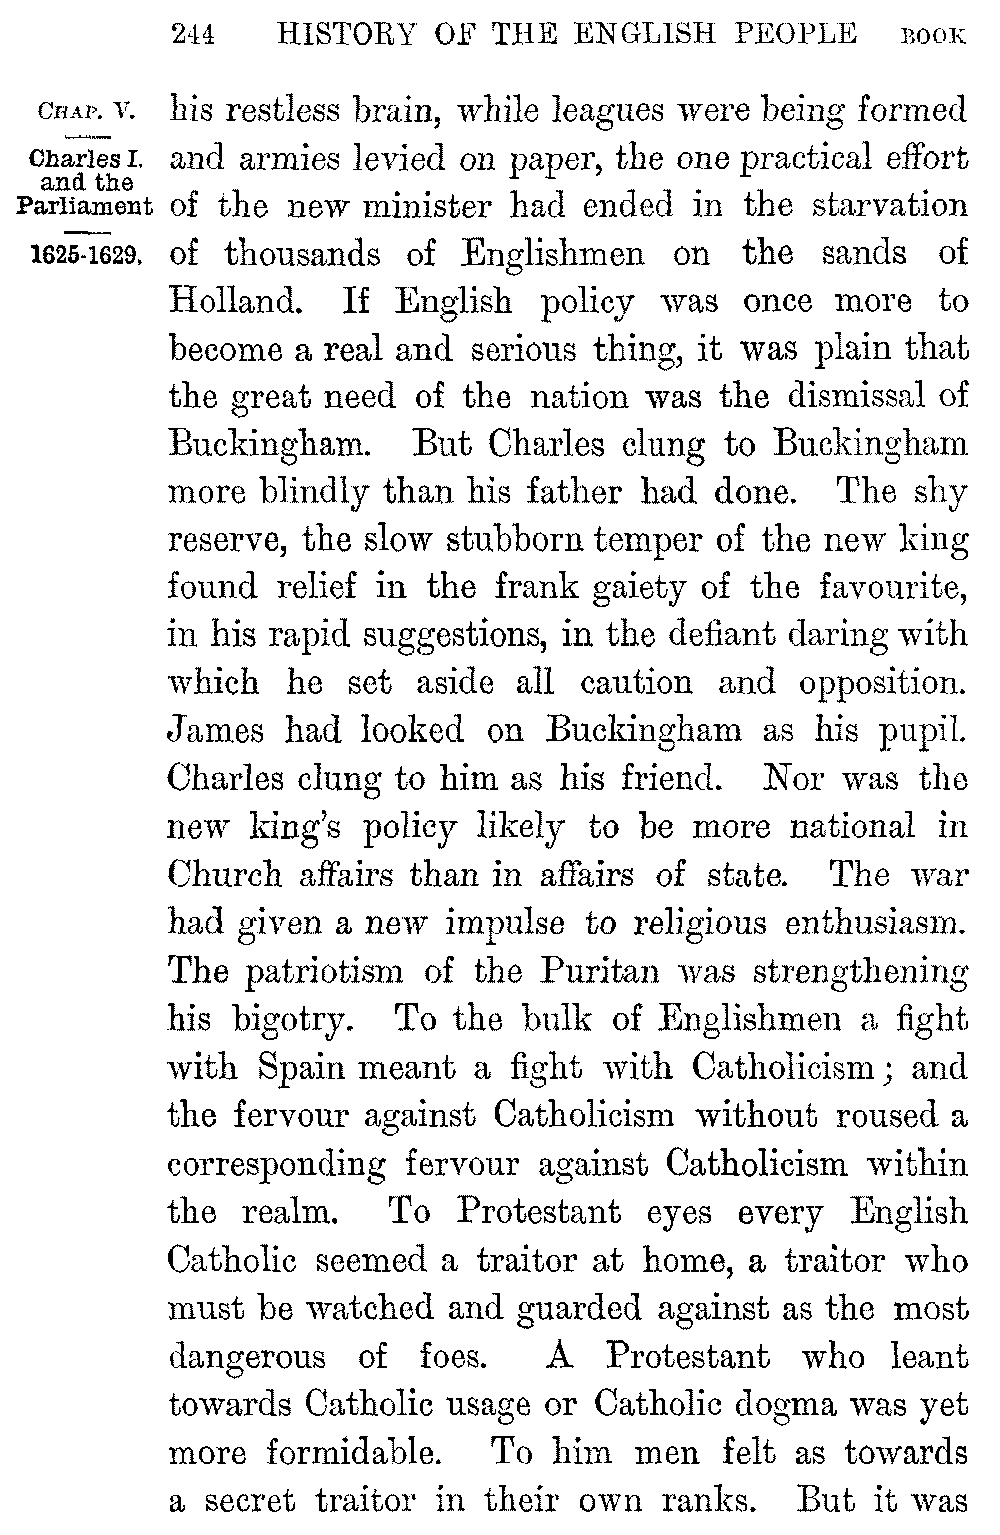 244 HISTORY OF THE ENGLISH PEOPLE BOOK
CHAP. V.
Charles I.
and the
Parliament
1625-1629.
his restless brain, while leagues were being formed
and armies levied on paper, the one practical effort
of the new minister had ended in the starvation
of thousands of Englishmen on the sands of
Holland. If English policy was once more to
become a real and serious thing, it was plain that
the great need of the nation was the dismissal of
Buckingham. But Charles clung to Buckingham
more blindly than his father had done. The shy
reserve, the slow stubborn temper of the new king
found relief in the frank gaiety of the favourite,
in his rapid suggestions, in the defiant daring with
which he set aside all caution and opposition.
James had looked on Buckingham as his pupil.
Charles clung to him as his friend. Nor was the
new king's policy likely to be more national in
Church affairs than in affairs of state. The war
had given a new impulse to religious enthusiasm.
The patriotism of the Puritan was strengthening
his bigotry. To the bulk of Englishmen a fight
with Spain meant a fight with Catholicism; and
the fervour against Catholicism without roused a
corresponding fervour against Catholicism within
the realm. To Protestant eyes every English
Catholic seemed a traitor at home, a traitor who
must be watched and guarded against as the most
dangerous of foes. A Protestant who leant
towards Catholic usage or Catholic dogma was yet
more formidable. To him men felt as towards
a secret traitor in their own ranks. But it was